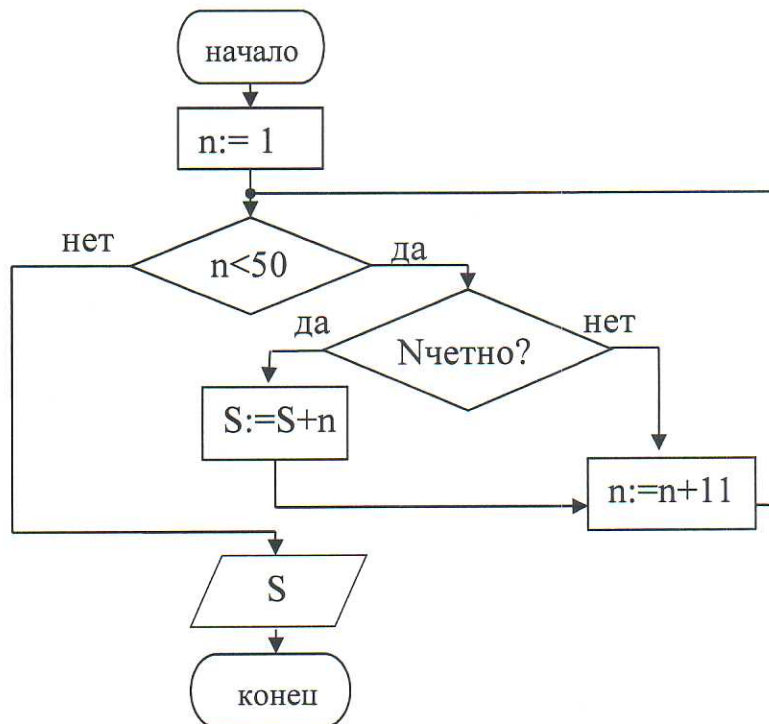 начало
n:= 1
нет
n<50
да
да
Nчетно?
нет
S:=S+n
n:=n+11
S
конец